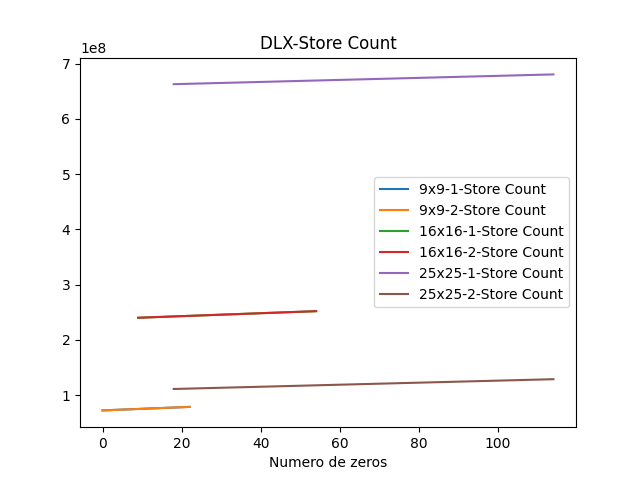 DLX-Store Count
1e8
7
6
5
4
3
2
1
9x9-1-Store Count
9x9-2-Store Count
16x16-1-Store Count
16x16-2-Store Count
25x25-1-Store Count
25x25-2-Store Count
0 20 40 60 80 100
Numero de zeros